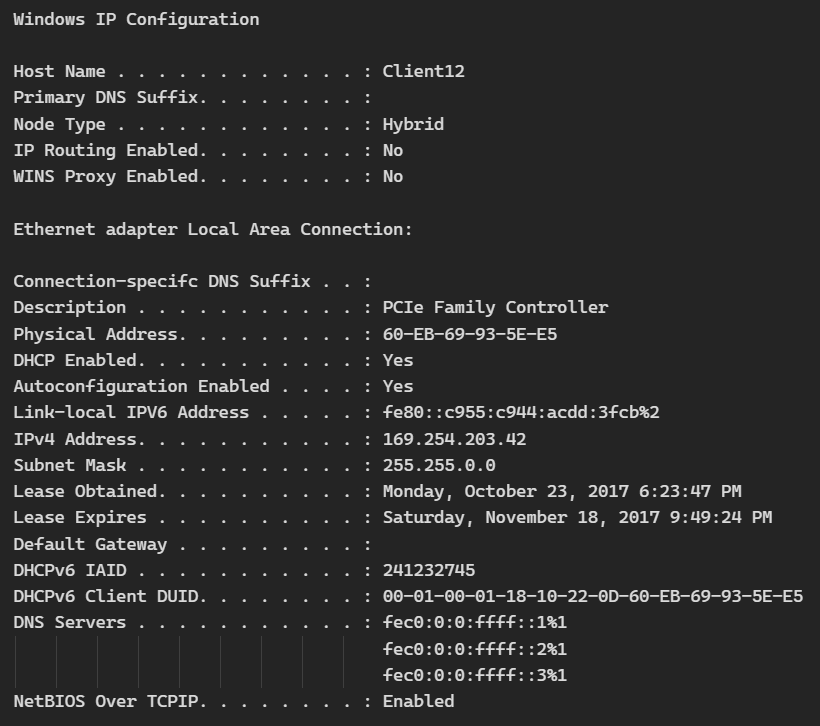 Windows IP Configuration
Host Name . . . . . . . . . . . . : Client12
Primary DNS Suffix. . . . . . . . :
Node Type . . . . . . . . . . . . : Hybrid
IP Routing Enabled. . . . . . . . : No
WINS Proxy Enabled. . . . . . . . : No
Ethernet adapter Local Area Connection:
Connection-specifc DNS Suffix . . :
Description . . . . . . . . . . . : PCIe Family Controller
Physical Address. . . . . . . . . : 60-EB-69-93-5E-E5
DHCP Enabled. . . . . . . . . . . : Yes
Autoconfiguration Enabled . . . . : Yes
Link-local IPV6 Address . . . . . : fe80::c955:c944:acdd:3fcb%2
IPv4 Address. . . . . . . . . . . : 169.254.203.42
Subnet Mask . . . . . . . . . . . : 255.255.0.0
Lease Obtained. . . . . . . . . . : Monday, October 23, 2017 6:23:47 PM
Lease Expires . . . . . . . . . . : Saturday, November 18, 2017 9:49:24 PM
Default Gateway . . . . . . . . . :
DHCPv6 IAID . . . . . . . . . . . : 241232745
DHCPv6 Client DUID. . . . . . . . : 00-01-00-01-18-10-22-0D-60-EB-69-93-5E-E5
DNS Servers . . . . . . . . . . . : fec0:0:0:ffff::1%1
fec0:0:0:ffff::2%1
fec0:0:0:ffff::3%1
NetBIOS Over TCPIP. . . . . . . . : Enabled